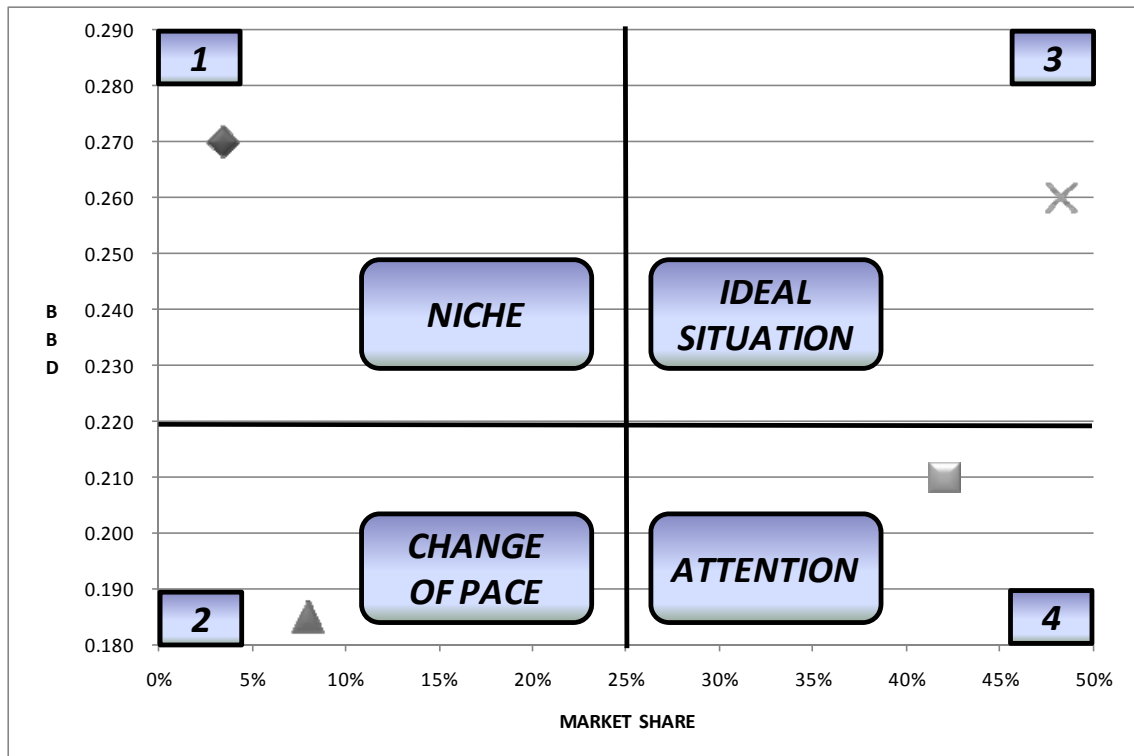 0.290
1
3
0.280
0.270
0.260
0.250
NICHE
IDEAL
SITUATION
B
B
D
0.240
0.230
0.220
0.210
0.200
CHANGE
OF PACE
ATTENTION
0.190
2
4
0.180
0%
5%
10%
15%
20%
25%
30%
35%
40%
45%
50%
MARKET SHARE